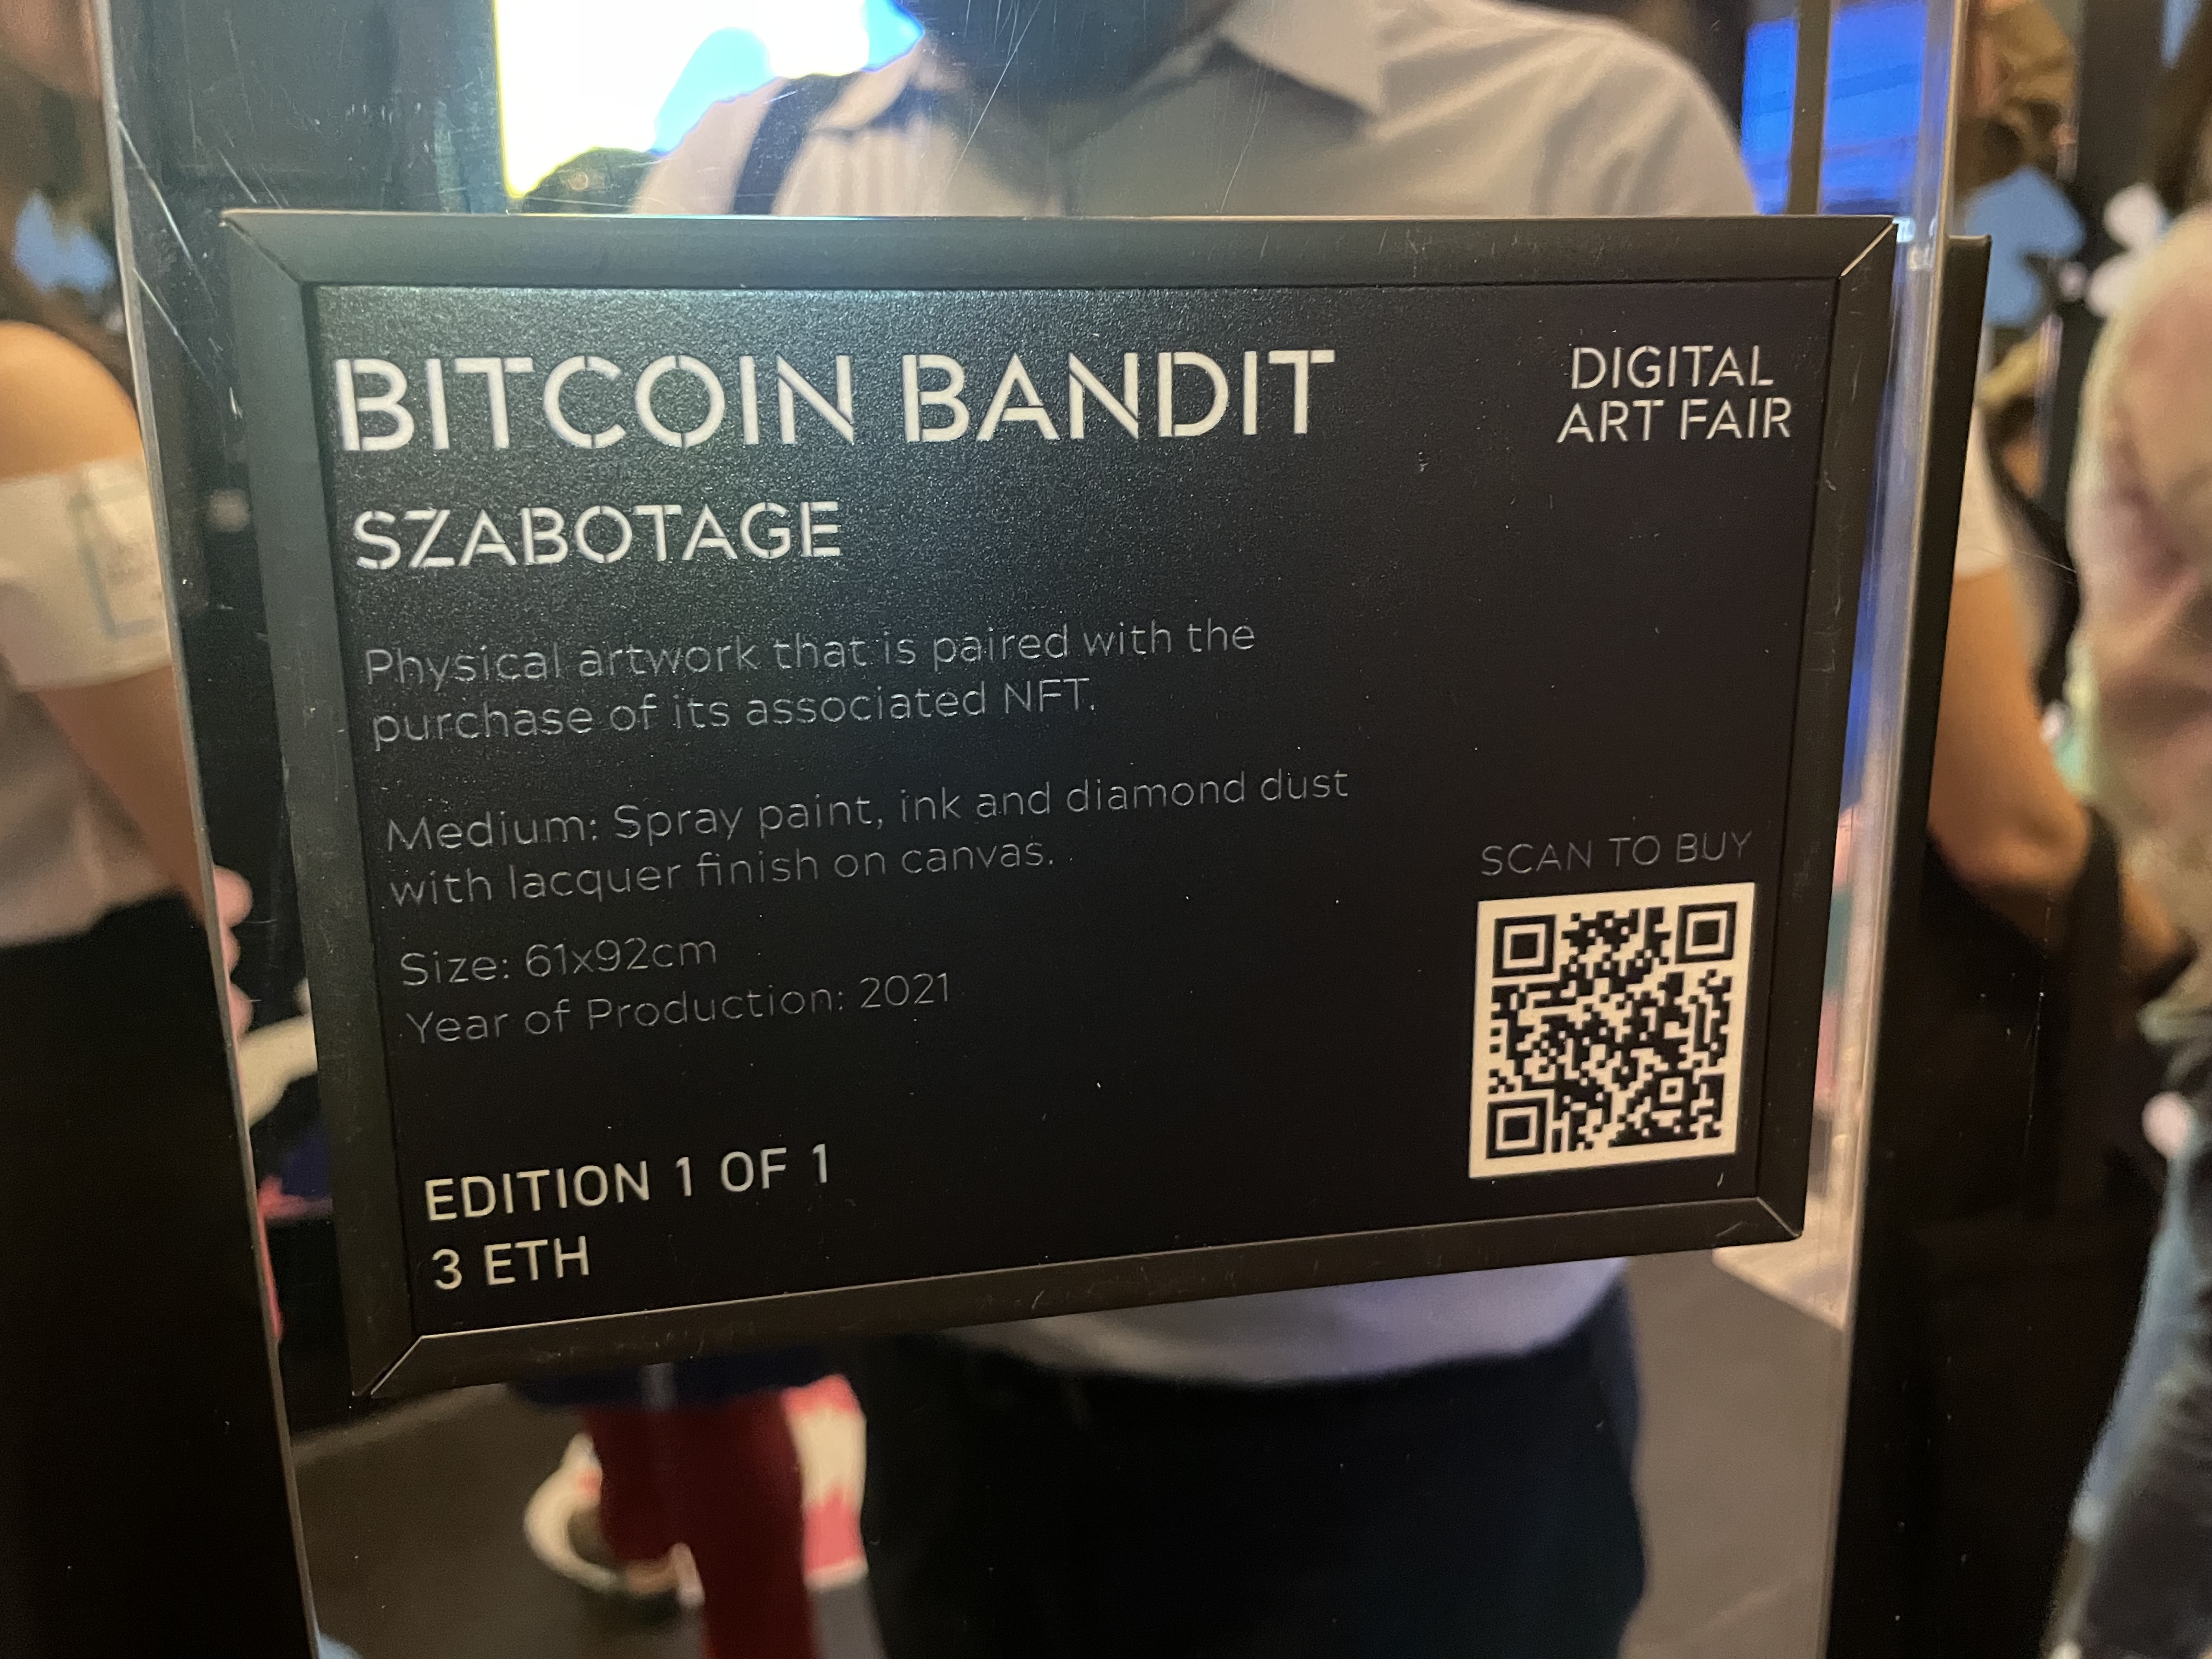 BITCOIN BANDIT
DIGITAL
ART FAIR
SZABOTAGE
Physical artwork that is paired with the
purchase of its associated NFT.
Medium: Spray paint, ink and diamond dust
with lacquer finish on canvas.
Size: 61x92cm
Year of Production: 2021
SCAN TO BUY
EDITION 1 OF 1
3 ETH